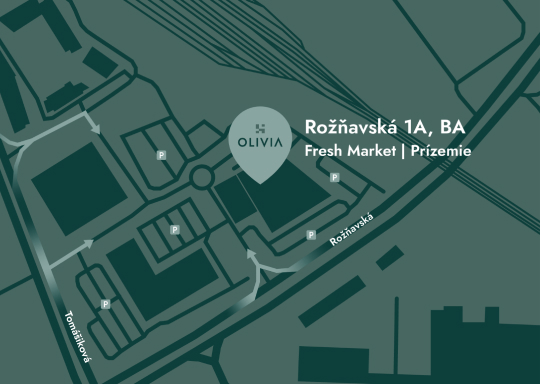 OLIVIA
Rožňavská 1A, BA
Fresh Market | Prízemie
P
P
P
P
P
Rožňavská
Tomášikova